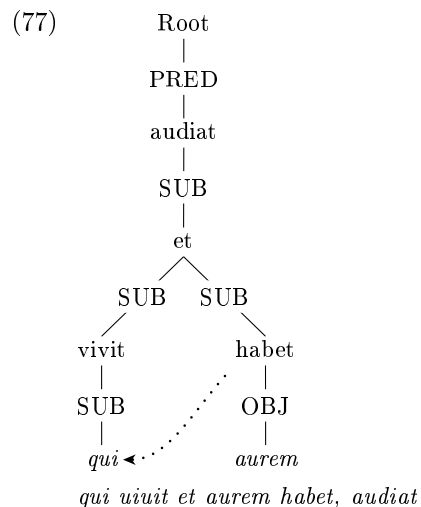 (77) Root
PRED
audiat
SUB
et
SUB SUB
vivit habet
SUB OBJ
qui aurem
qui uiuit et aurem habet, audiat